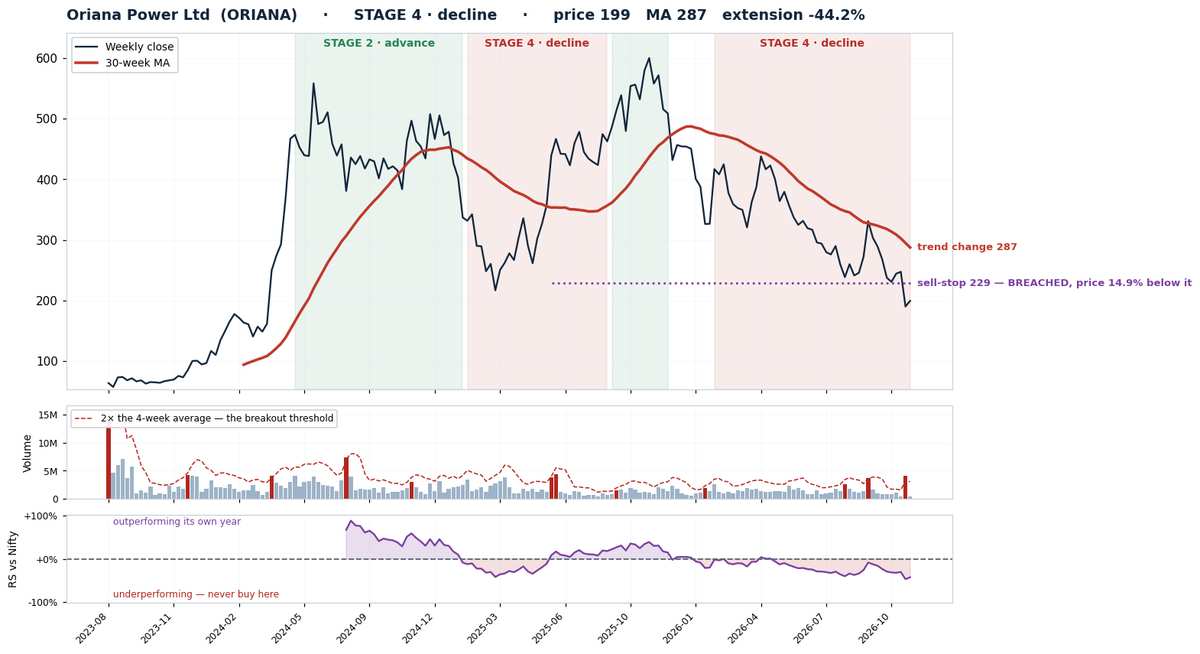 Oriana Power Ltd (ORIANA) · STAGE 4 · decline · price 199 MA 287 extension -44.2%
Weekly close
30-week MA
STAGE 2 · advance
STAGE 4 · decline
STAGE 4 · decline
600
500
400
300
200
100
trend change 287
sell-stop 229 — BREACHED, price 14.9% below it
2× the 4-week average — the breakout threshold
Volume
15M
10M
5M
0
RS vs Nifty
+100%
+0%
-100%
outperforming its own year
underperforming — never buy here
2023-08
2023-11
2024-02
2024-05
2024-09
2024-12
2025-03
2025-06
2025-10
2026-01
2026-04
2026-07
2026-10